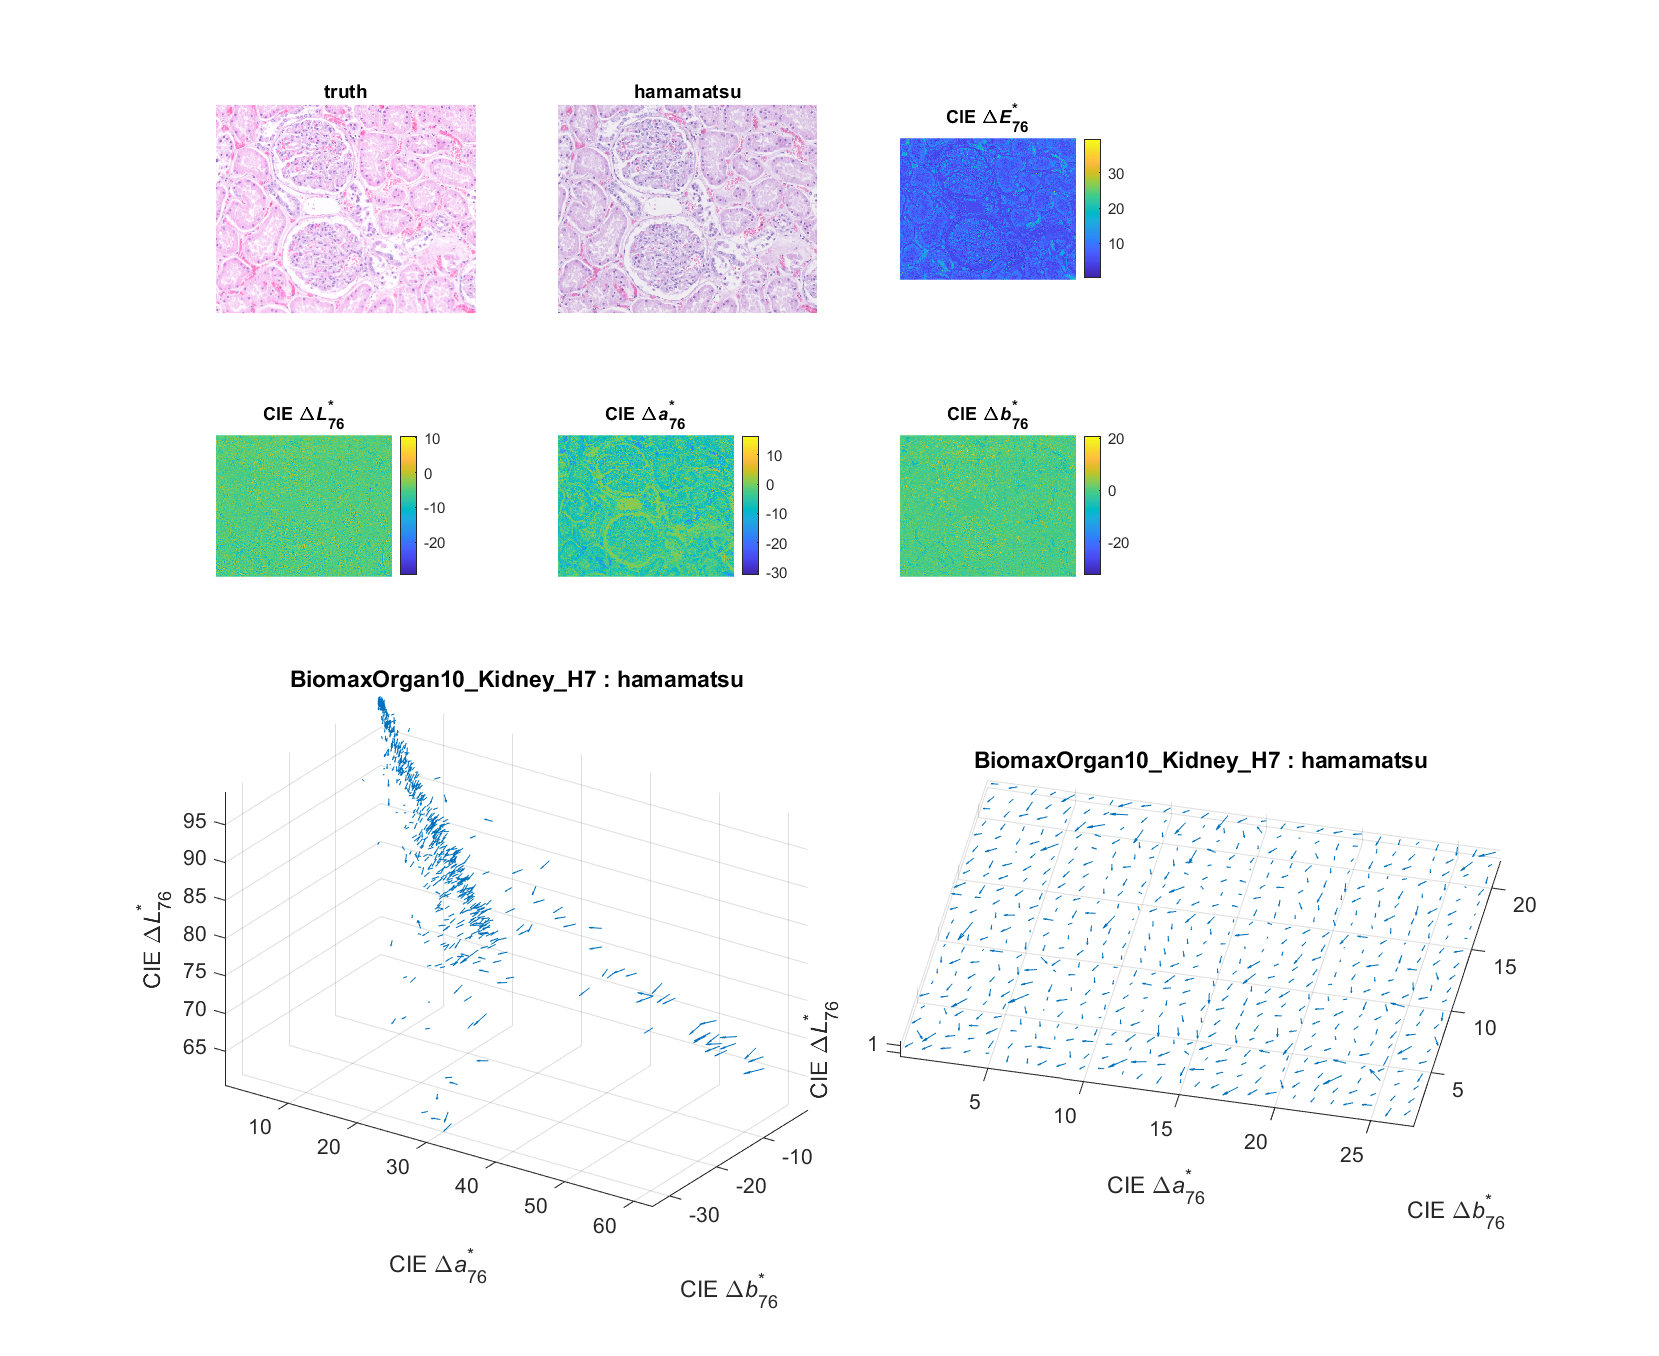 truth
hamamatsu
CIE ΔE*76
30
20
10
CIE ΔL*76
10
0
-10
-20
CIE Δa*76
10
0
-10
-20
-30
CIE Δb*76
20
0
-20
BiomaxOrgan10_Kidney_H7 : hamamatsu
95
90
85
80
75
70
65
CIE ΔL*76
10
20
30
40
50
60
CIE Δa*76
-10
-20
-30
CIE Δb*76
BiomaxOrgan10_Kidney_H7 : hamamatsu
CIE ΔL*76
1
5
10
15
20
25
CIE Δa*76
20
15
10
5
CIE Δb*76